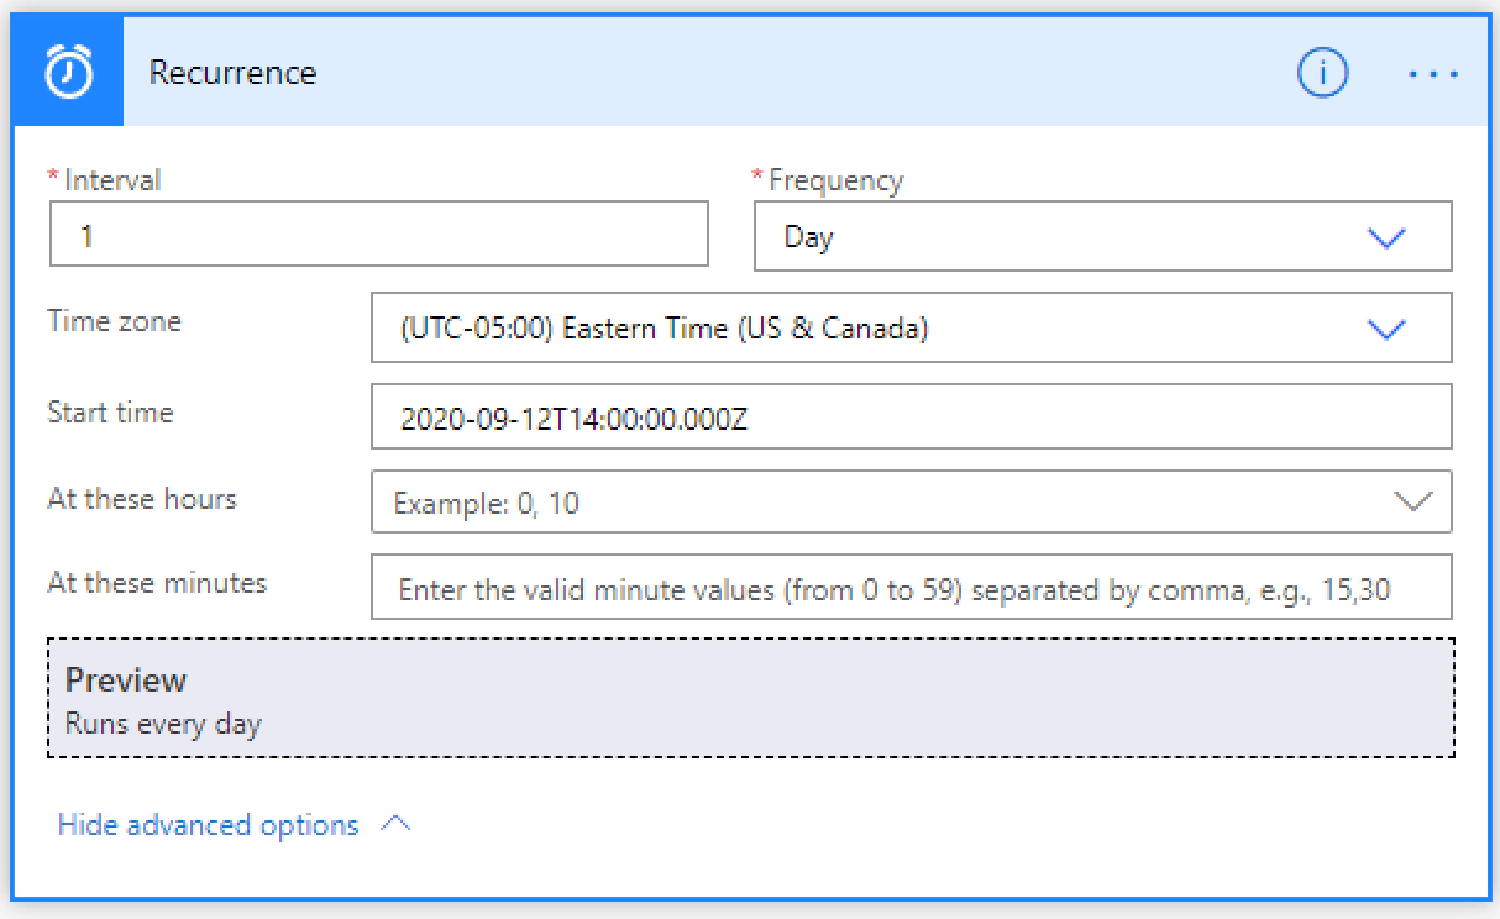 Recurrence
* Interval
* Frequency
1
Day
Time zone
(UTC-05:00) Eastern Time (US & Canada)
Start time
2020-09-12T14:00:00.000Z
At these hours
Example: 0, 10
At these minutes
Enter the valid minute values (from 0 to 59) separated by comma, e.g., 15,30
Preview
Runs every day
Hide advanced options